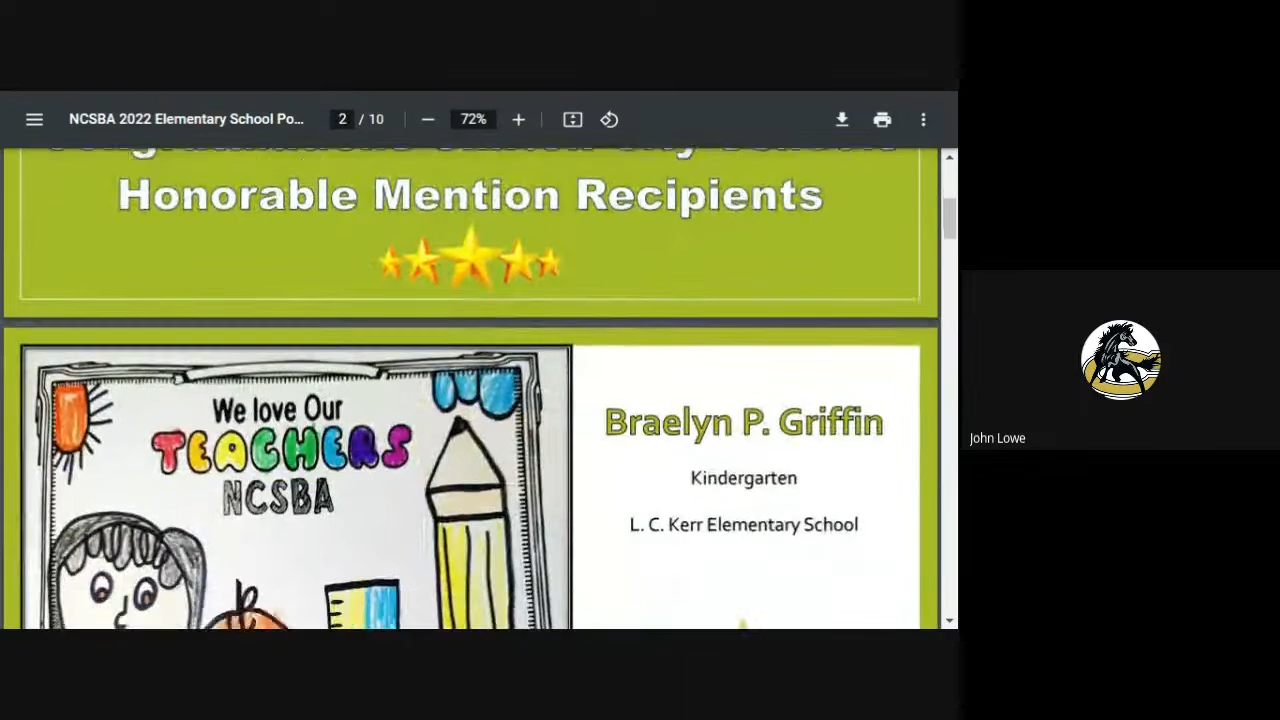 NCSBA 2022 Elementary School Po...
2 / 10
72%
Honorable Mention Recipients
We love Our
TEACHERS
NCSBA
Braelyn P. Griffin
Kindergarten
L. C. Kerr Elementary School
John Lowe